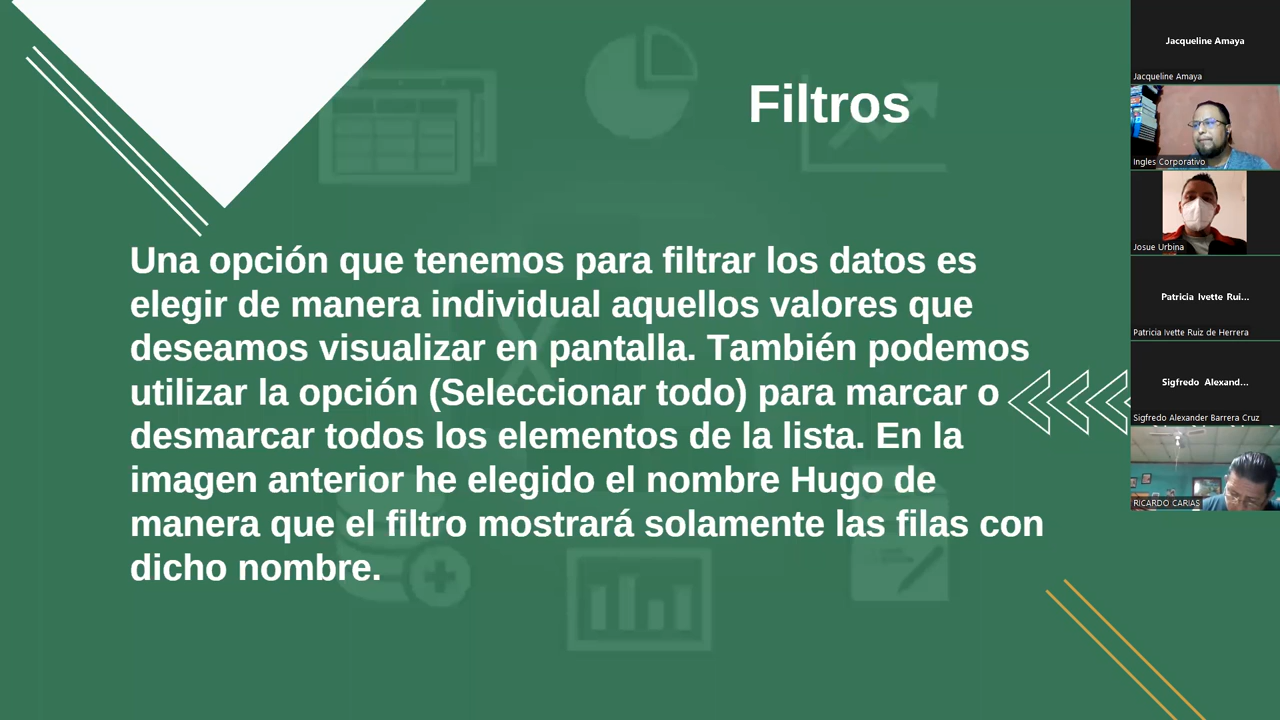 Filtros
Una opción que tenemos para filtrar los datos es
elegir de manera individual aquellos valores que
deseamos visualizar en pantalla. También podemos
utilizar la opción (Seleccionar todo) para marcar o
desmarcar todos los elementos de la lista. En la
imagen anterior he elegido el nombre Hugo de
manera que el filtro mostrará solamente las filas con
dicho nombre.
Jacqueline Amaya
Jacqueline Amaya
Ingles Corporativo
Josue Urbina
Patricia Ivette Rui...
Patricia Ivette Ruiz de Herrera
Sigfredo Alexand...
Sigfredo Alexander Barrera Cruz
RICARDO CARIAS